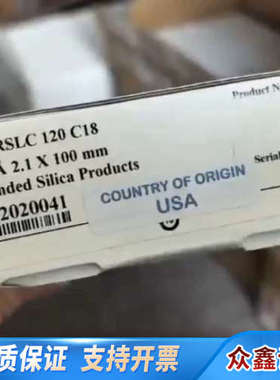 Product N
RSLC 120 C18
Å 2.1 X 100 mm
nded Silica Products
Serial
COUNTRY OF ORIGIN
USA
2020041
质保证 支持开票
众鑫